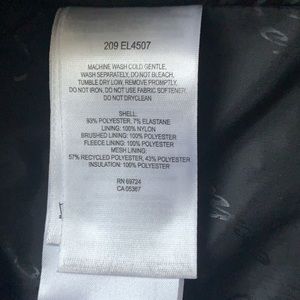 209 EL4507
MACHINE WASH COLD GENTLE,
WASH SEPARATELY, DO NOT BLEACH,
TUMBLE DRY LOW, REMOVE PROMPTLY,
DO NOT IRON, DO NOT USE FABRIC SOFTENER,
DO NOT DRYCLEAN
SHELL:
93% POLYESTER, 7% ELASTANE
LINING: 100% NYLON
BRUSHED LINING: 100% POLYESTER
FLEECE LINING: 100% POLYESTER
MESH LINING:
57% RECYCLED POLYESTER, 43% POLYESTER
INSULATION: 100% POLYESTER
RN 69724
CA 05367